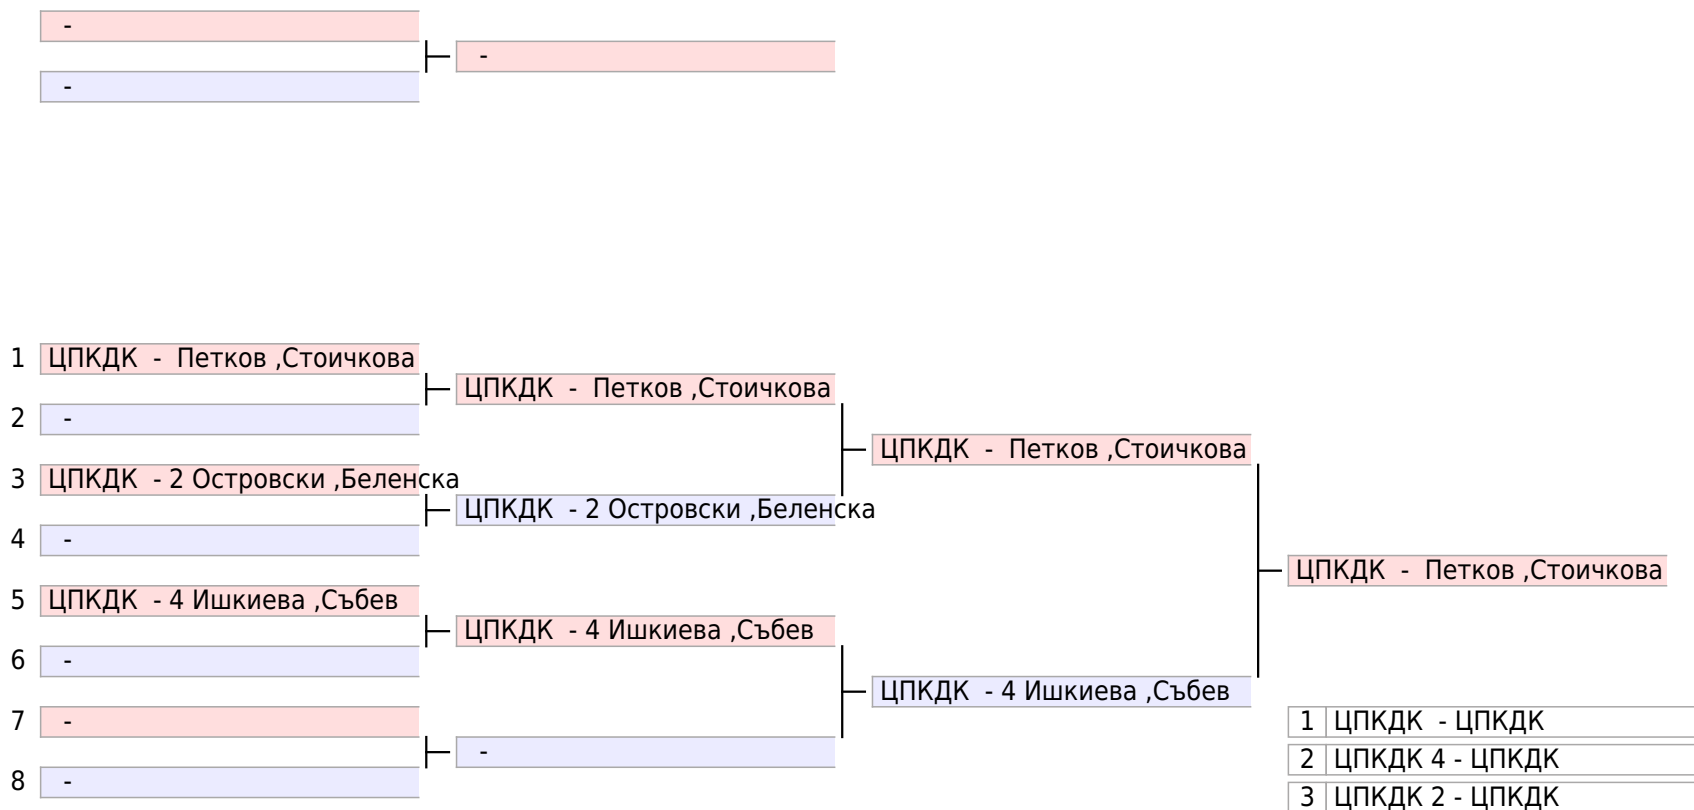 -
-
-
1 ЦПКДК - Петков ,Стоичкова
ЦПКДК - Петков ,Стоичкова
2 -
ЦПКДК - Петков ,Стоичкова
3 ЦПКДК - 2 Островски ,Беленска
ЦПКДК - 2 Островски ,Беленска
4 -
ЦПКДК - Петков ,Стоичкова
5 ЦПКДК - 4 Ишкиева ,Събев
ЦПКДК - 4 Ишкиева ,Събев
6 -
ЦПКДК - 4 Ишкиева ,Събев
7 -
-
8 -
1 ЦПКДК - ЦПКДК
2 ЦПКДК 4 - ЦПКДК
3 ЦПКДК 2 - ЦПКДК